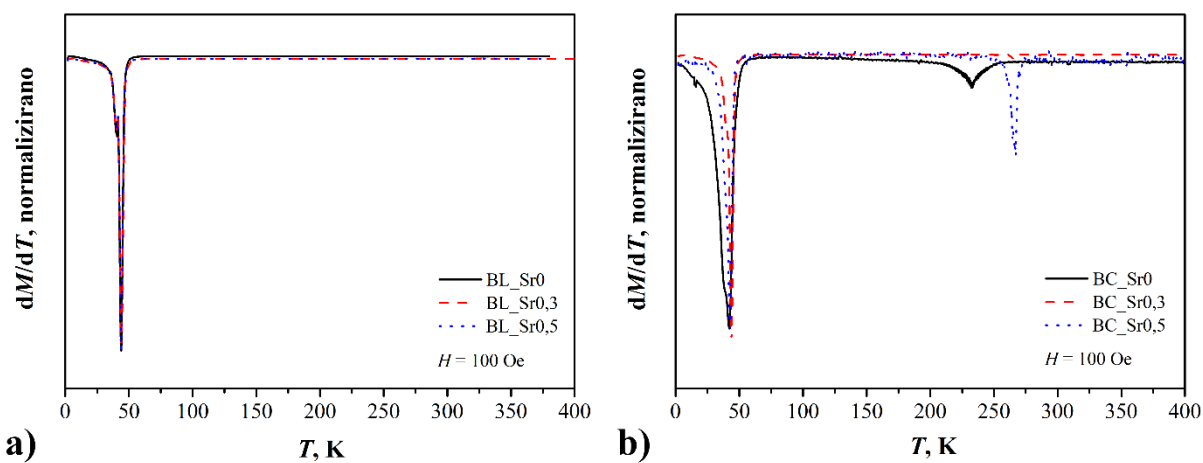 dM/dT, normalizirano
BL_Sr0
BL_Sr0,3
BL_Sr0,5
H = 100 Oe
0 50 100 150 200 250 300 350 400
T, K
a)
dM/dT, normalizirano
BC_Sr0
BC_Sr0,3
BC_Sr0,5
H = 100 Oe
0 50 100 150 200 250 300 350 400
T, K
b)